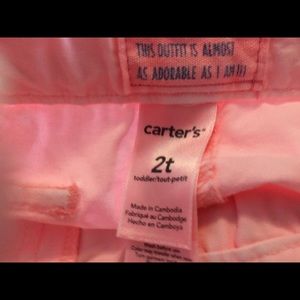 THIS OUTFIT IS ALMOST
AS ADORABLE AS I AM!!!
carter's
2t
toddler/tout-petit
Made in Cambodia
Fabriqué au Cambodge
Hecho en Camboya